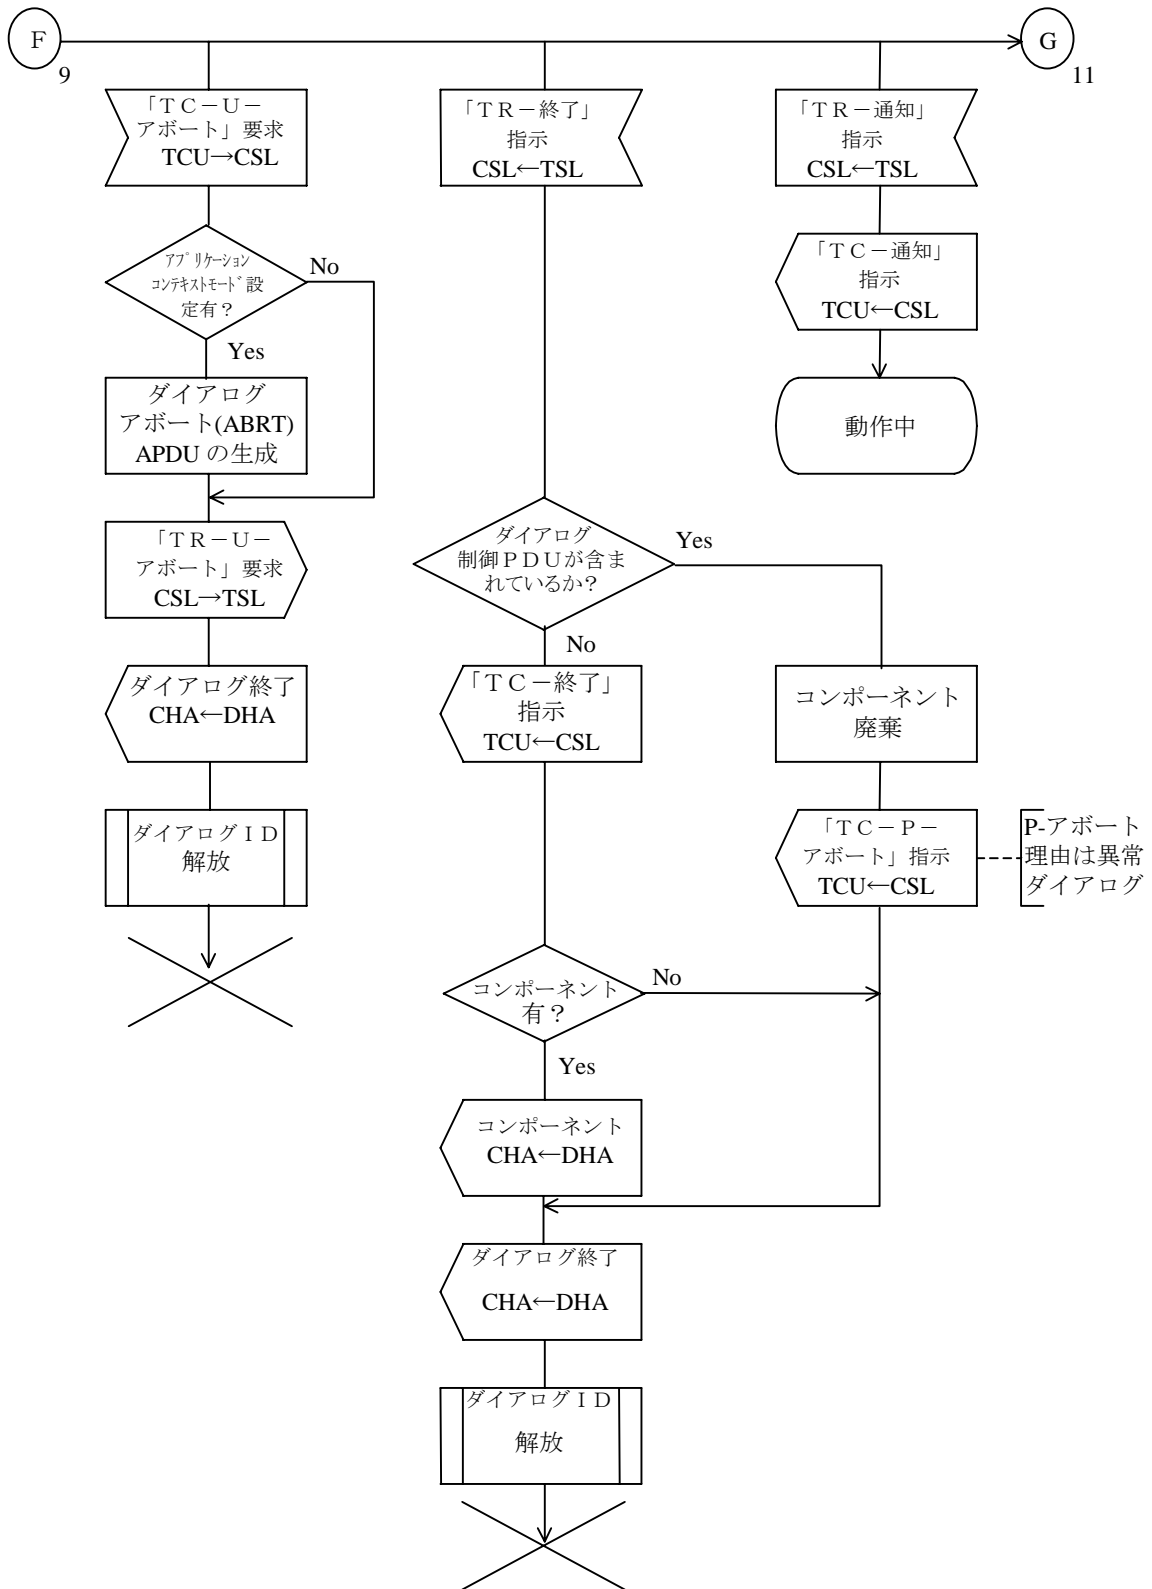 F
9
G
11
「TC－U－
アボート」要求
TCU→CSL
アプリケーション
コンテキストモード設
定有？
No
Yes
ダイアログ
アボート(ABRT)
APDU の生成
「TR－U－
アボート」要求
CSL→TSL
ダイアログ終了
CHA←DHA
ダイアログＩＤ
解放
「TR－終了」
指示
CSL←TSL
ダイアログ
制御ＰＤＵが含ま
れているか?
Yes
No
「TC－終了」
指示
TCU←CSL
コンポーネント
有？
No
Yes
コンポーネント
CHA←DHA
ダイアログ終了
CHA←DHA
ダイアログＩＤ
解放
コンポーネント
廃棄
「TC－P－
アボート」指示
TCU←CSL
P-アボート
理由は異常
ダイアログ
「TR－通知」
指示
CSL←TSL
「TC－通知」
指示
TCU←CSL
動作中